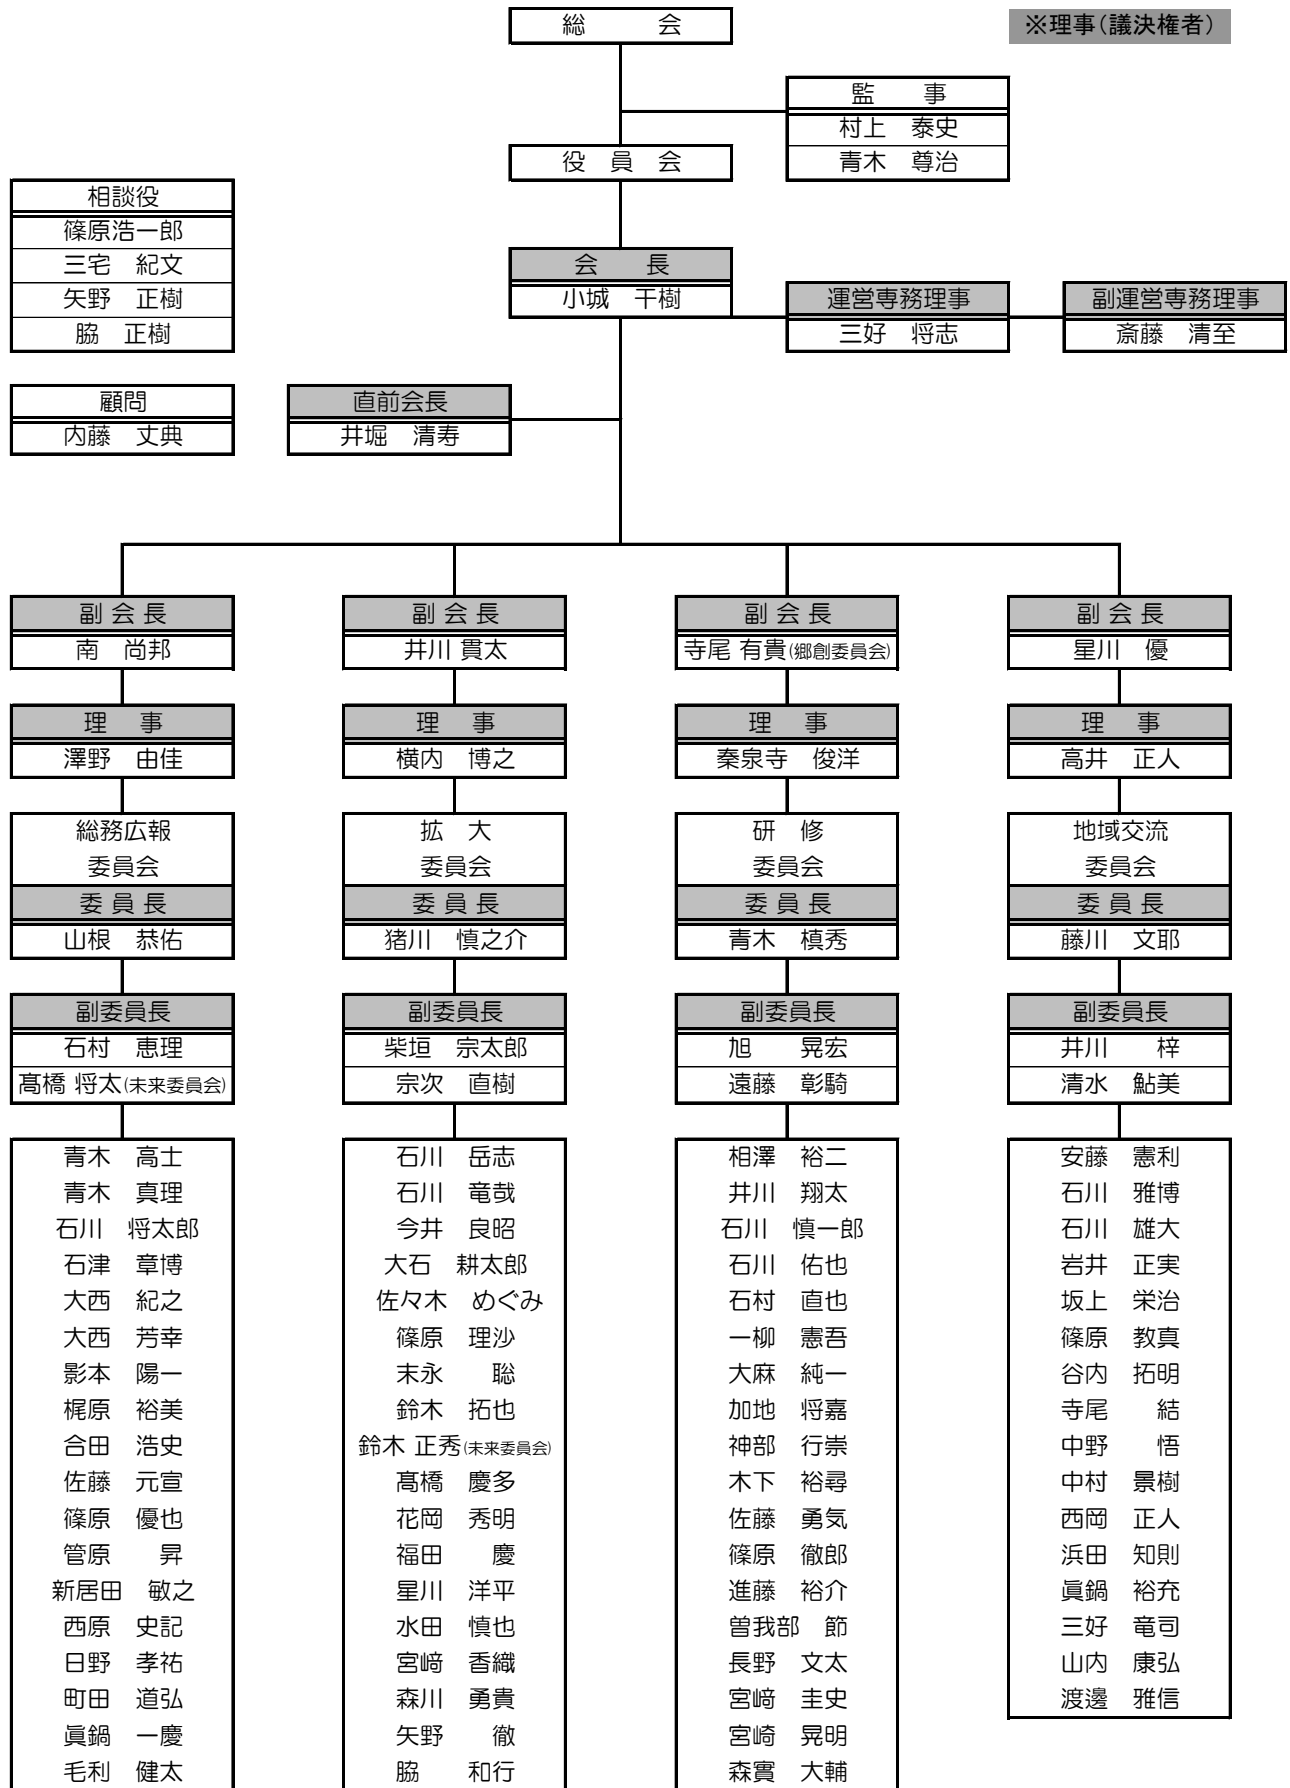 総　会
※理事（議決権者）
監　事
村上　泰史
青木　尊治
役　員　会
相談役
篠原浩一郎
三宅　紀文
矢野　正樹
脇　正樹
会　長
小城　干樹
運営専務理事
三好　将志
副運営専務理事
斎藤　清至
顧問
内藤　丈典
直前会長
井堀　清寿
副 会 長
南　尚邦
理　事
澤野　由佳
総務広報
委員会
委 員 長
山根　恭佑
副委員長
石村　恵理
髙橋 将太(未来委員会)
青木　高士
青木　真理
石川　将太郎
石津　章博
大西　紀之
大西　芳幸
影本　陽一
梶原　裕美
合田　浩史
佐藤　元宣
篠原　優也
管原　昇
新居田　敏之
西原　史記
日野　孝祐
町田　道弘
眞鍋　一慶
毛利　健太
副 会 長
井川 貫太
理　事
横内　博之
拡　大
委員会
委 員 長
猪川　慎之介
副委員長
柴垣　宗太郎
宗次　直樹
石川　岳志
石川　竜哉
今井　良昭
大石　耕太郎
佐々木　めぐみ
篠原　理沙
末永　聡
鈴木　拓也
鈴木 正秀(未来委員会)
髙橋　慶多
花岡　秀明
福田　慶
星川　洋平
水田　慎也
宮﨑　香織
森川　勇貴
矢野　徹
脇　和行
副 会 長
寺尾 有貴(郷創委員会)
理　事
秦泉寺　俊洋
研　修
委員会
委 員 長
青木　槙秀
副委員長
旭　晃宏
遠藤　彰騎
相澤　裕二
井川　翔太
石川　慎一郎
石川　佑也
石村　直也
一柳　憲吾
大麻　純一
加地　将嘉
神部　行崇
木下　裕尋
佐藤　勇気
篠原　徹郎
進藤　裕介
曽我部　節
長野　文太
宮﨑　圭史
宮崎　晃明
森實　大輔
副 会 長
星川　優
理　事
高井　正人
地域交流
委員会
委 員 長
藤川　文耶
副委員長
井川　梓
清水　鮎美
安藤　憲利
石川　雅博
石川　雄大
岩井　正実
坂上　栄治
篠原　教真
谷内　拓明
寺尾　結
中野　悟
中村　景樹
西岡　正人
浜田　知則
眞鍋　裕充
三好　竜司
山内　康弘
渡邊　雅信